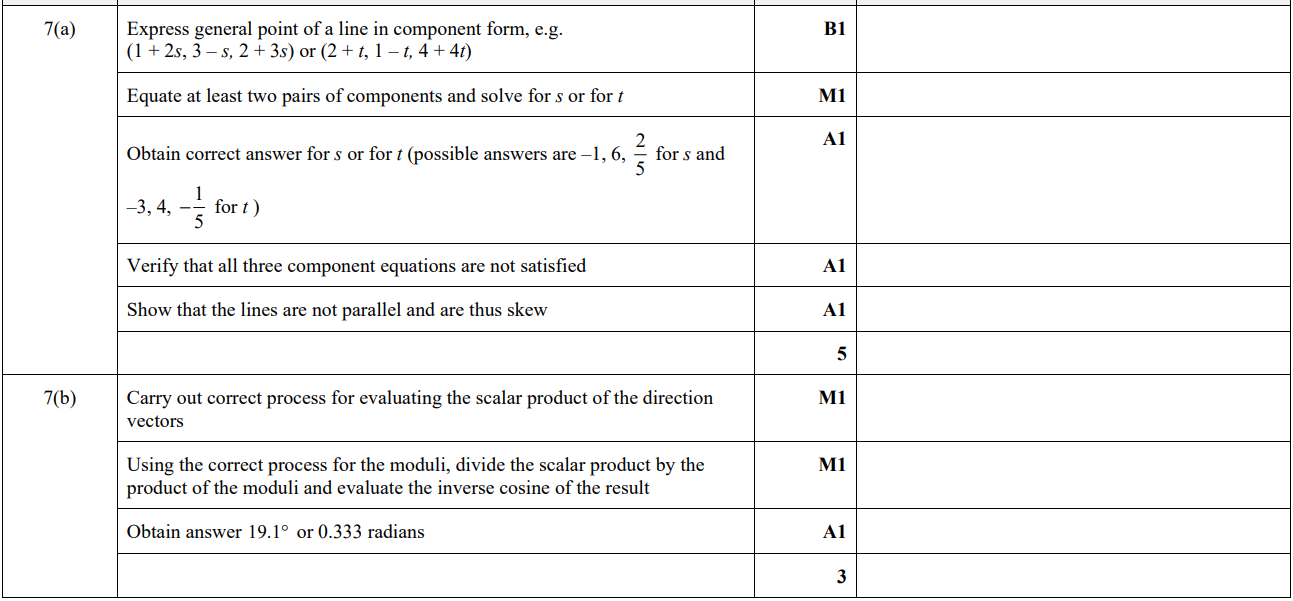 7(a)
Express general point of a line in component form, e.g.
(1 + 2s, 3 – s, 2 + 3s) or (2 + t, 1 – t, 4 + 4t)
B1
Equate at least two pairs of components and solve for s or for t
M1
Obtain correct answer for s or for t (possible answers are –1, 6, 2/5 for s and
–3, 4, –1/5 for t )
A1
Verify that all three component equations are not satisfied
A1
Show that the lines are not parallel and are thus skew
A1
5
7(b)
Carry out correct process for evaluating the scalar product of the direction
vectors
M1
Using the correct process for the moduli, divide the scalar product by the
product of the moduli and evaluate the inverse cosine of the result
M1
Obtain answer 19.1° or 0.333 radians
A1
3